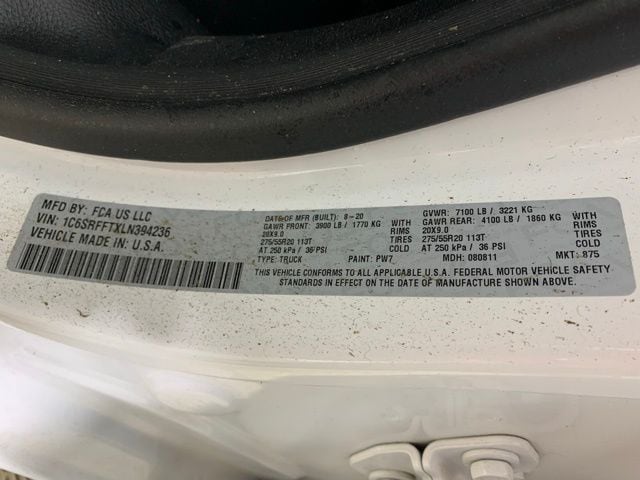 MFD BY: FCA US LLC
VIN: 1C6SRFFTXLN394236
VEHICLE MADE IN: U.S.A.
DATE OF MFR (BUILT): 8-20
GAWR FRONT: 3900 LB / 1770 KG WITH
20X9.0 RIMS
275/55R20 113T TIRES
AT 250 kPa / 36 PSI COLD
TYPE: TRUCK PAINT: PW7
GVWR: 7100 LB / 3221 KG
GAWR REAR: 4100 LB / 1860 KG WITH
20X9.0 RIMS
275/55R20 113T TIRES
AT 250 kPa / 36 PSI COLD
MDH: 080811 MKT: 875
THIS VEHICLE CONFORMS TO ALL APPLICABLE U.S.A. FEDERAL MOTOR VEHICLE SAFETY
STANDARDS IN EFFECT ON THE DATE OF MANUFACTURE SHOWN ABOVE.